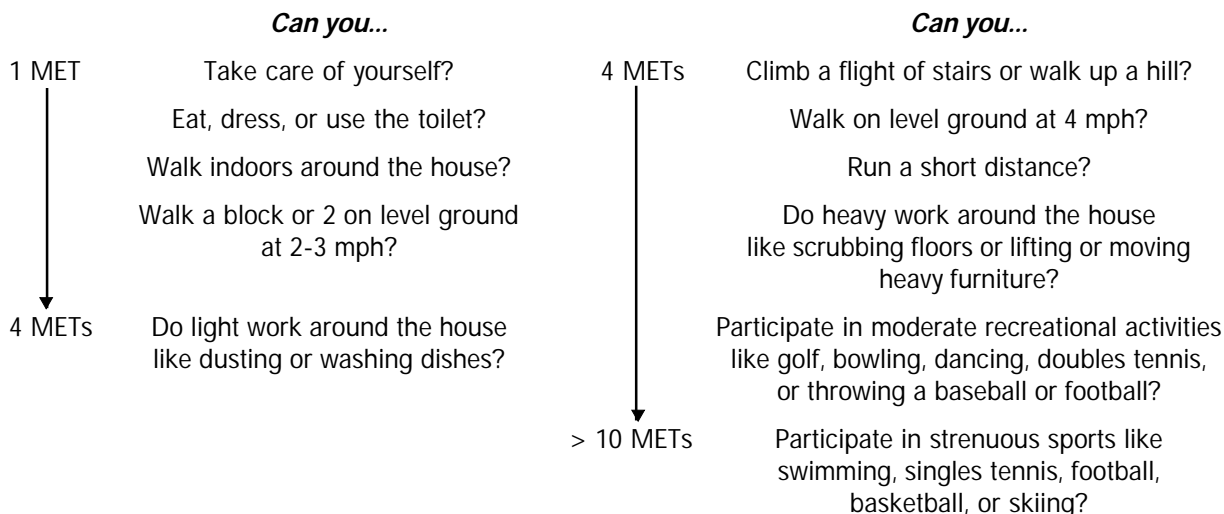 Can you...
1 MET
Take care of yourself?
Eat, dress, or use the toilet?
Walk indoors around the house?
Walk a block or 2 on level ground
at 2-3 mph?
4 METs
Do light work around the house
like dusting or washing dishes?
Can you...
4 METs
Climb a flight of stairs or walk up a hill?
Walk on level ground at 4 mph?
Run a short distance?
Do heavy work around the house
like scrubbing floors or lifting or moving
heavy furniture?
Participate in moderate recreational activities
like golf, bowling, dancing, doubles tennis,
or throwing a baseball or football?
> 10 METs
Participate in strenuous sports like
swimming, singles tennis, football,
basketball, or skiing?